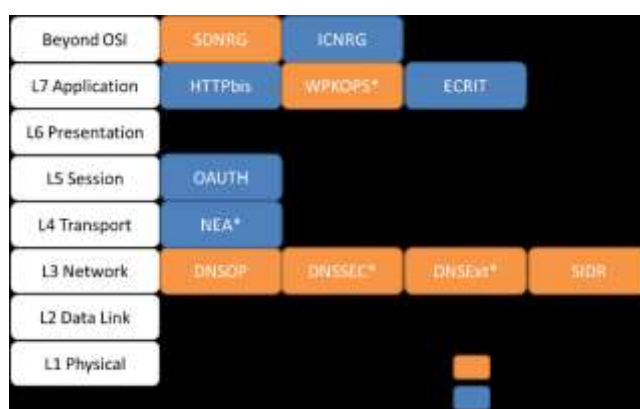 Beyond OSI SDNRG ICNRG
L7 Application HTTPbis WPKOPS* ECRIT
L6 Presentation
L5 Session OAUTH
L4 Transport NEA*
L3 Network DNSOP DNSSEC* DNSExt* SIDR
L2 Data Link
L1 Physical